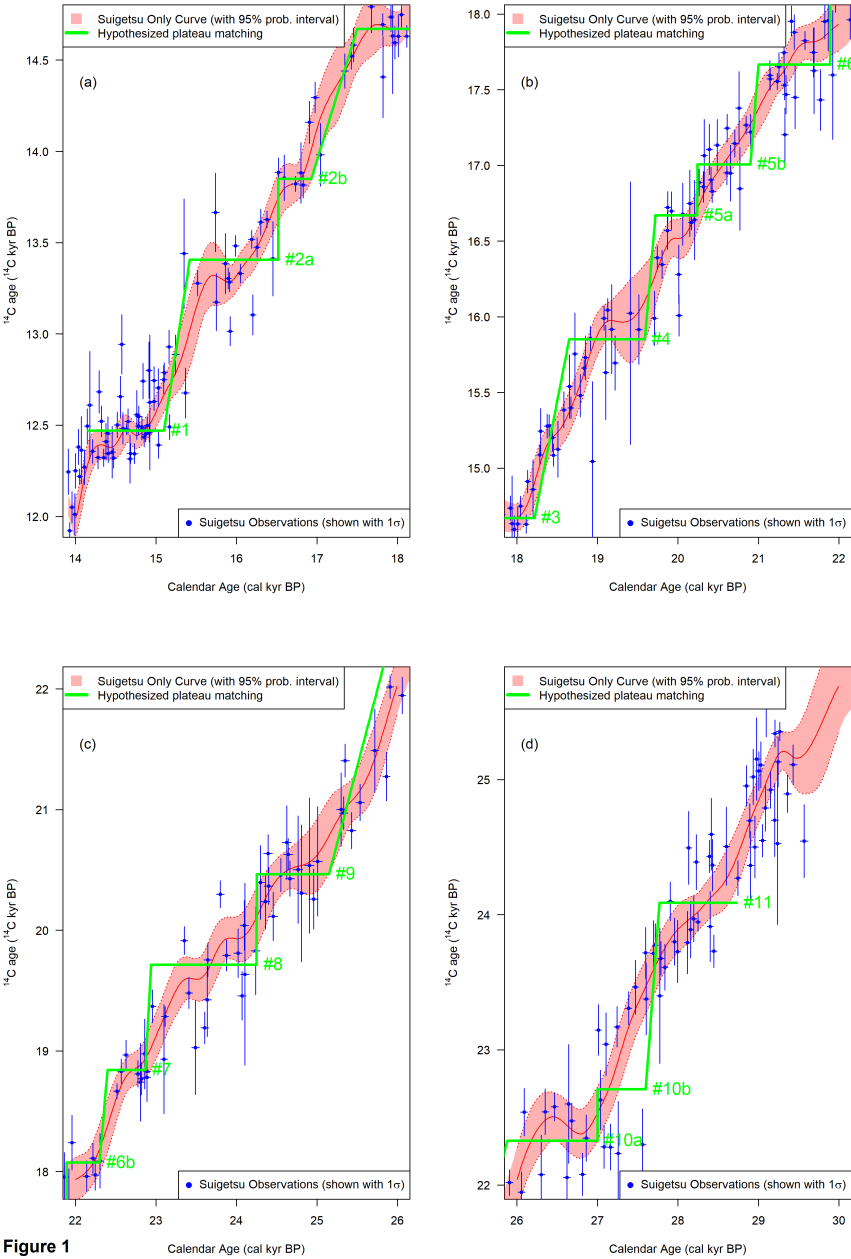 Suigetsu Only Curve (with 95% prob. interval)
Hypothesized plateau matching
(a)
14.5
14.0
13.5
13.0
12.5
12.0
¹⁴C age (¹⁴C kyr BP)
#2b
#2a
#1
Suigetsu Observations (shown with 1σ)
14 15 16 17 18
Calendar Age (cal kyr BP)
Suigetsu Only Curve (with 95% prob. interval)
Hypothesized plateau matching
(b)
18.0
17.5
17.0
16.5
16.0
15.5
15.0
¹⁴C age (¹⁴C kyr BP)
#6
#5b
#5a
#4
#3
Suigetsu Observations (shown with 1σ)
18 19 20 21 22
Calendar Age (cal kyr BP)
Suigetsu Only Curve (with 95% prob. interval)
Hypothesized plateau matching
(c)
22
21
20
19
18
¹⁴C age (¹⁴C kyr BP)
#9
#8
#7
#6b
Suigetsu Observations (shown with 1σ)
22 23 24 25 26
Calendar Age (cal kyr BP)
Suigetsu Only Curve (with 95% prob. interval)
Hypothesized plateau matching
(d)
25
24
23
22
¹⁴C age (¹⁴C kyr BP)
#11
#10b
#10a
Suigetsu Observations (shown with 1σ)
26 27 28 29 30
Calendar Age (cal kyr BP)
Figure 1